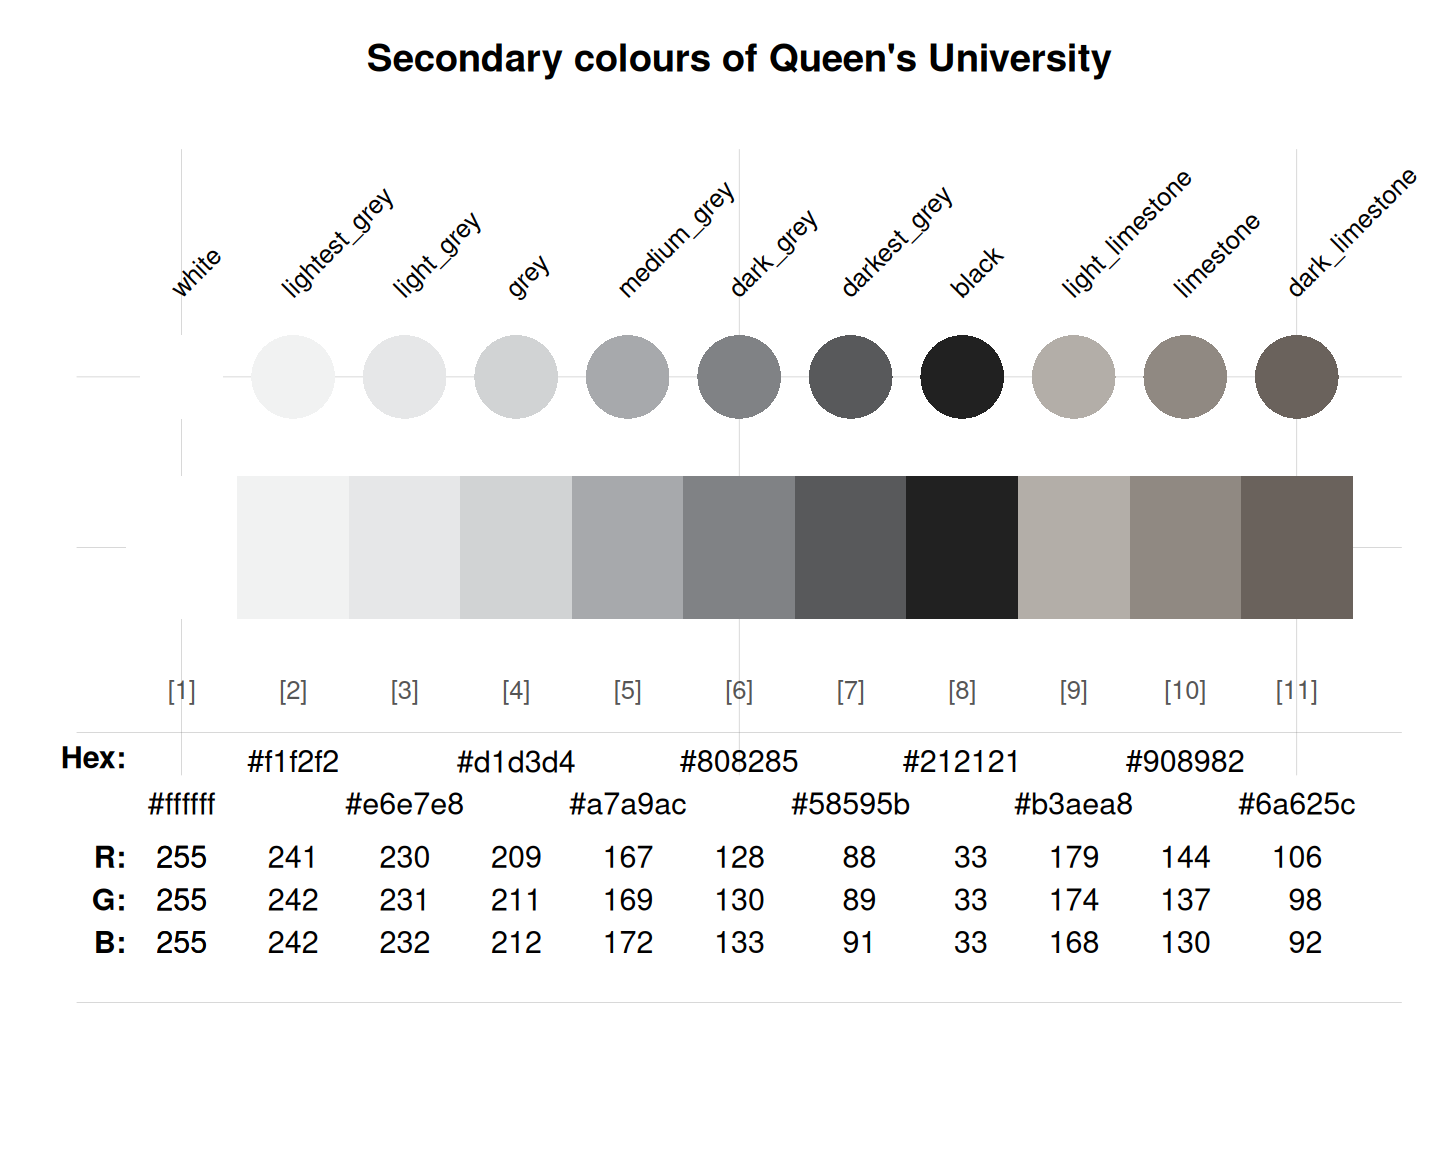 Secondary colours of Queen's University
white lightest_grey light_grey grey medium_grey dark_grey darkest_grey black light_limestone limestone dark_limestone
[1] [2] [3] [4] [5] [6] [7] [8] [9] [10] [11]
Hex: #f1f2f2 #d1d3d4 #808285 #212121 #908982
#ffffff #e6e7e8 #a7a9ac #58595b #b3aea8 #6a625c
R: 255 241 230 209 167 128 88 33 179 144 106
G: 255 242 231 211 169 130 89 33 174 137 98
B: 255 242 232 212 172 133 91 33 168 130 92